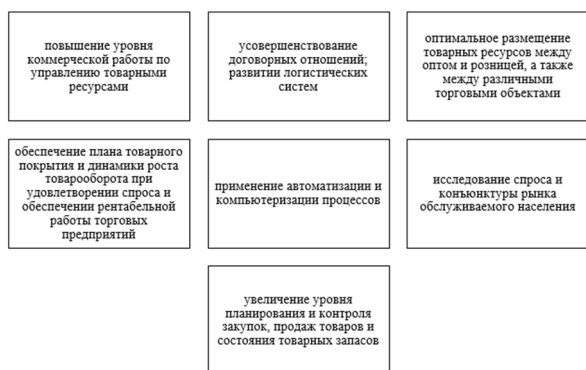 повышение уровня
коммерческой работы по
управлению товарными
ресурсами
усовершенствование
договорных отношений;
развитии логистических
систем
оптимальное размещение
товарных ресурсов между
оптом и розницей, а также
между различными
торговыми объектами
обеспечение плана товарного
покрытия и динамики роста
товарооборота при
удовлетворении спроса и
обеспечении рентабельной
работы торговых
предприятий
применение автоматизации и
компьютеризации процессов
исследование спроса и
конъюнктуры рынка
обслуживаемого населения
увеличение уровня
планирования и контроля
закупок, продаж товаров и
состояния товарных запасов